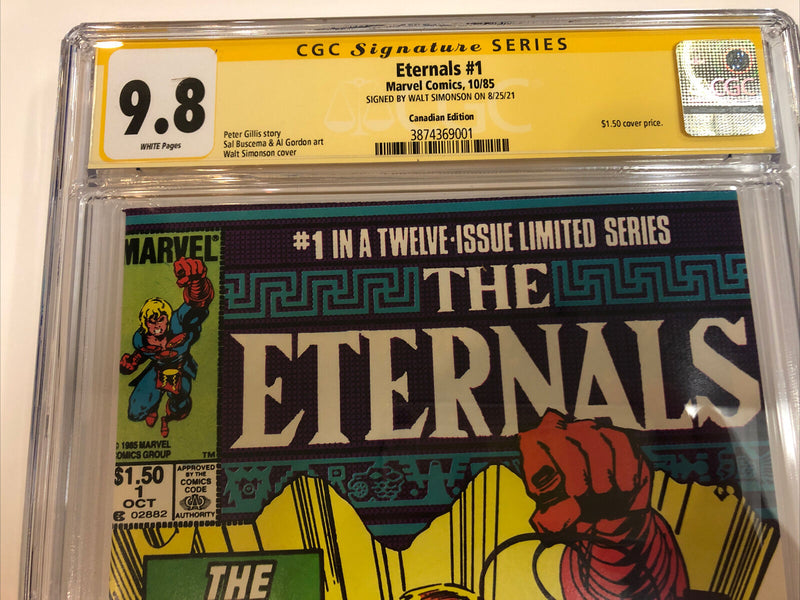 CGC Signature SERIES
9.8
WHITE Pages
Eternals #1
Marvel Comics, 10/85
SIGNED BY WALT SIMONSON ON 8/25/21
Canadian Edition
Peter Gillis story
Sal Buscema & Al Gordon art
Walt Simonson cover
3874369001
$1.50 cover price.
CGC
MARVEL
#1 IN A TWELVE-ISSUE LIMITED SERIES
THE
ETERNALS
© 1985 MARVEL
COMICS GROUP
TM
$1.50
1
OCT
02882
APPROVED
BY THE
COMICS
CODE
AUTHORITY
THE